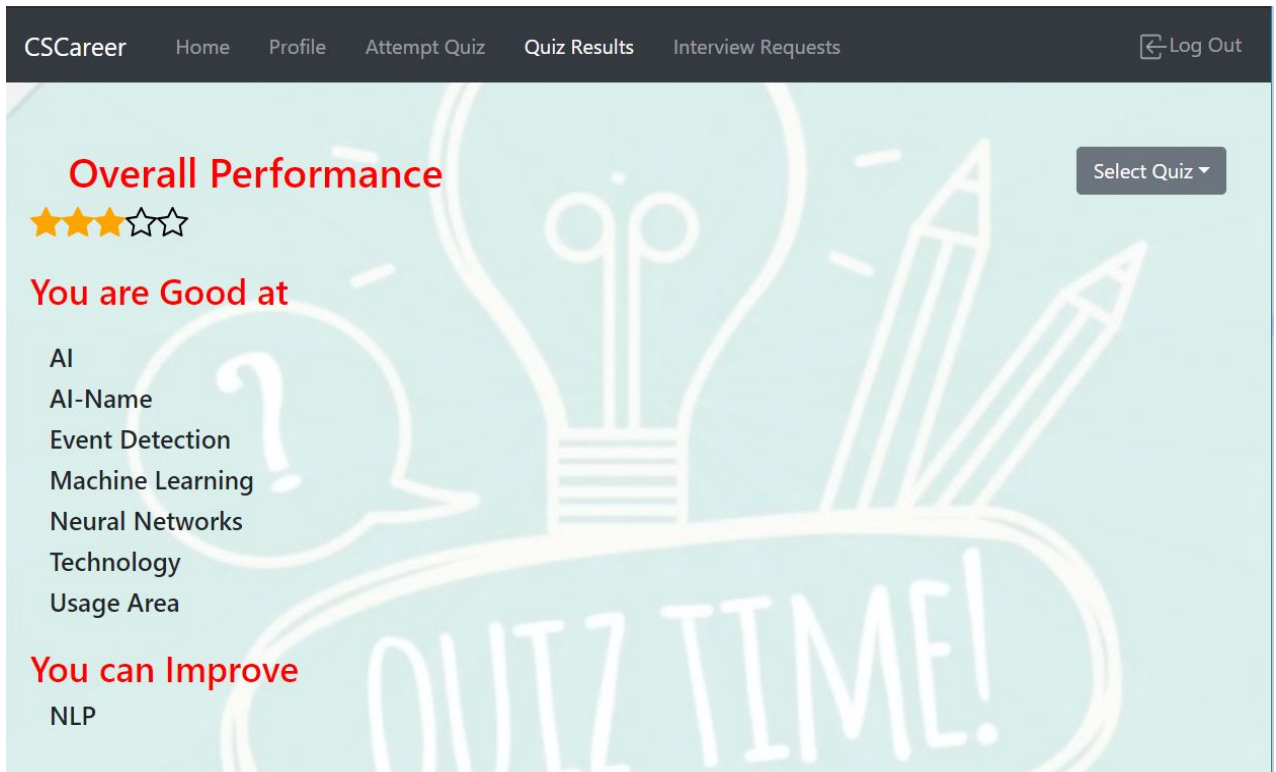 CSCareer Home Profile Attempt Quiz Quiz Results Interview Requests Log Out
Overall Performance
Select Quiz
You are Good at
?
AI
AI-Name
Event Detection
Machine Learning
Neural Networks
Technology
Usage Area
QUIZ TIME!
You can Improve
NLP